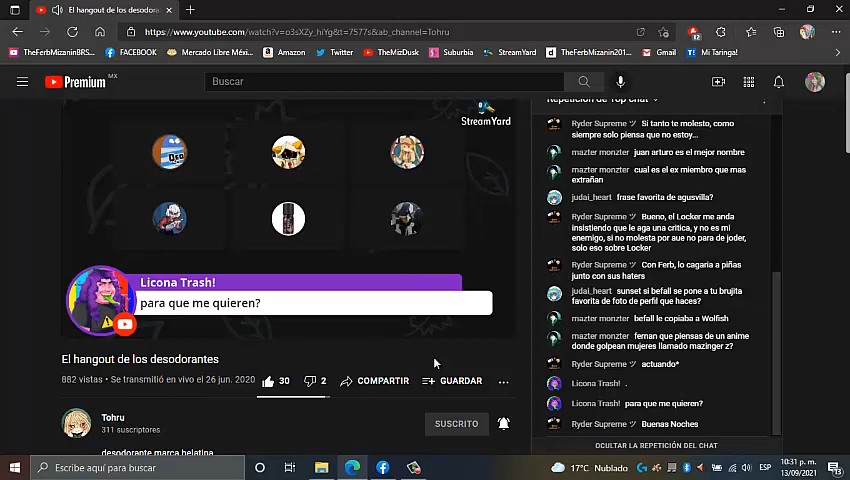 El hangout de los desodora
https://www.youtube.com/watch?v=o3sXZy_hiYg&t=7577s&ab_channel=Tohru
12
TheFerbMizaninBRS...
FACEBOOK
Mercado Libre Méxi...
Amazon
Twitter
TheMizDusk
Suburbia
StreamYard
TheFerbMizanin201...
Gmail
Mi Taringa!
Premium MX
Buscar
StreamYard
Oso
Licona Trash!
para que me quieren?
El hangout de los desodorantes
882 vistas • Se transmitió en vivo el 26 jun. 2020
30
2
COMPARTIR
GUARDAR
Tohru
311 suscriptores
SUSCRITO
desodorante marca helatina
Repetición de Top chat
Ryder Supreme ツ Si tanto te molesto, como
siempre solo piensa que no estoy...
mazter monzter juan arturo es el mejor nombre
mazter monzter cual es el ex miembro que mas
extrañan
judai_heart frase favorita de agusvilla?
Ryder Supreme ツ Bueno, el Locker me anda
insistiendo que le aga una critica, y no es mi
enemigo, si no molesta por aue no para de joder,
solo eso sobre Locker
Ryder Supreme ツ Con Ferb, lo cagaria a piñas
junto con sus haters
judai_heart sunset si befall se pone a tu brujita
favorita de foto de perfil que haces?
mazter monzter befall le copiaba a Wolfish
mazter monzter fernan que piensas de un anime
donde golpean mujeres llamado mazinger z?
Ryder Supreme ツ actuando*
Licona Trash! .
Licona Trash! para que me quieren?
Ryder Supreme ツ Buenas Noches
OCULTAR LA REPETICIÓN DEL CHAT
Escribe aquí para buscar
17°C Nublado
ESP
10:31 p. m.
13/09/2021
13